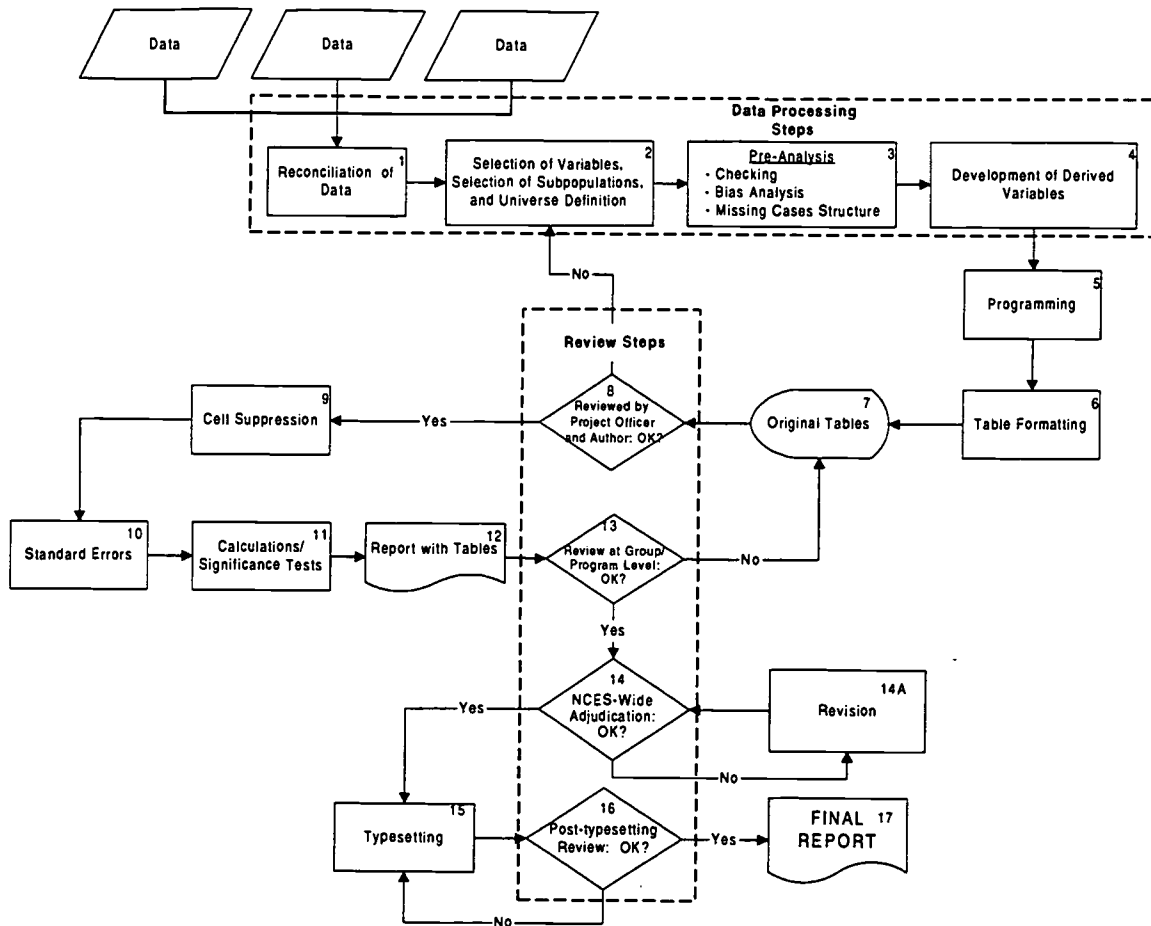 Data
Data
Data
Data Processing
Steps
1
Reconciliation of
Data
2
Selection of Variables,
Selection of Subpopulations,
and Universe Definition
3
Pre-Analysis
- Checking
- Bias Analysis
- Missing Cases Structure
4
Development of Derived
Variables
No
5
Programming
Review Steps
9
Cell Suppression
Yes
8
Reviewed by
Project Officer
and Author: OK?
7
Original Tables
6
Table Formatting
10
Standard Errors
11
Calculations/
Significance Tests
12
Report with Tables
13
Review at Group/
Program Level:
OK?
No
Yes
14
NCES-Wide
Adjudication:
OK?
Yes
14A
Revision
No
15
Typesetting
16
Post-typesetting
Review: OK?
Yes
17
FINAL
REPORT
No